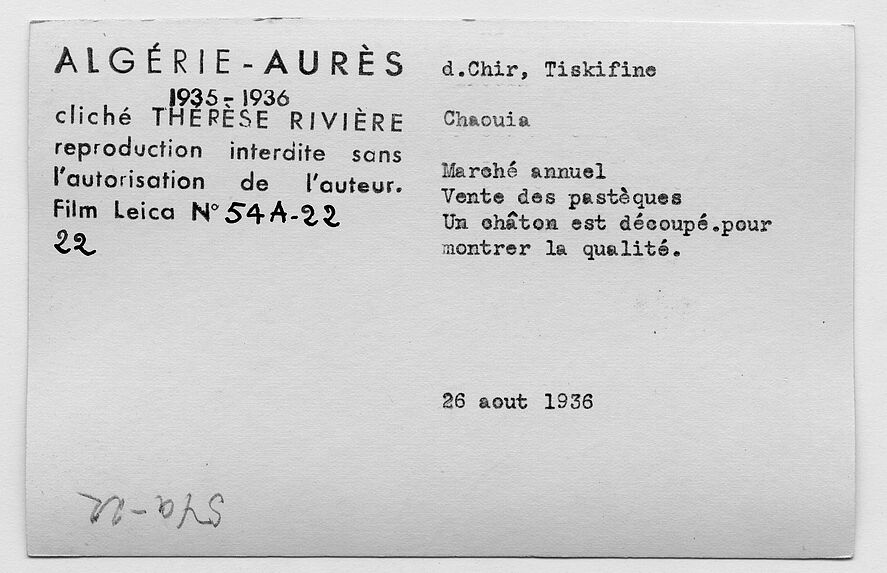 ALGÉRIE-AURÈS
1935-1936
cliché THÉRÈSE RIVIÈRE
reproduction interdite sans
l'autorisation de l'auteur.
Film Leica N° 54A-22
22
d.Chir, Tiskifine
Chaouia
Marché annuel
Vente des pastèques
Un châton est découpé.pour
montrer la qualité.
26 aout 1936
54a-22